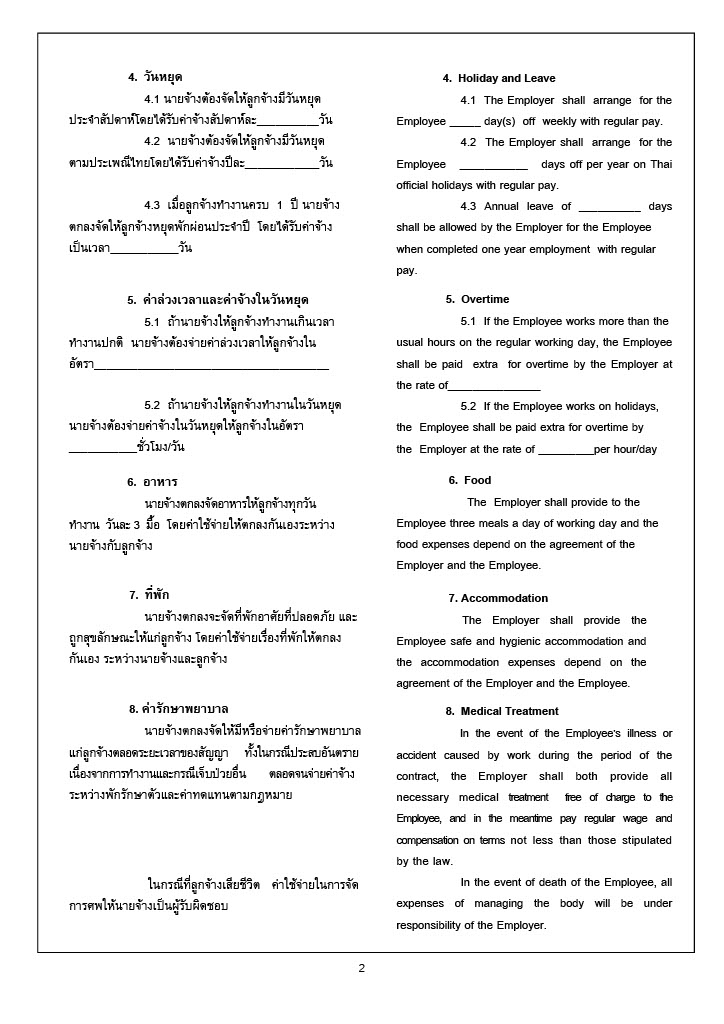 4. วันหยุด
4.1 นายจ้างต้องจัดให้ลูกจ้างมีวันหยุด
ประจำสัปดาห์โดยได้รับค่าจ้างสัปดาห์ละ__________วัน
4.2 นายจ้างต้องจัดให้ลูกจ้างมีวันหยุด
ตามประเพณีไทยโดยได้รับค่าจ้างปีละ____________วัน
4.3 เมื่อลูกจ้างทำงานครบ 1 ปี นายจ้าง
ตกลงจัดให้ลูกจ้างหยุดพักผ่อนประจำปี โดยได้รับค่าจ้าง
เป็นเวลา___________วัน
5. ค่าล่วงเวลาและค่าจ้างในวันหยุด
5.1 ถ้านายจ้างให้ลูกจ้างทำงานเกินเวลา
ทำงานปกติ นายจ้างต้องจ่ายค่าล่วงเวลาให้ลูกจ้างใน
อัตรา______________________________________
5.2 ถ้านายจ้างให้ลูกจ้างทำงานในวันหยุด
นายจ้างต้องจ่ายค่าจ้างในวันหยุดให้ลูกจ้างในอัตรา
___________ชั่วโมง/วัน
6. อาหาร
นายจ้างตกลงจัดอาหารให้ลูกจ้างทุกวัน
ทำงาน วันละ 3 มื้อ โดยค่าใช้จ่ายให้ตกลงกันเองระหว่าง
นายจ้างกับลูกจ้าง
7. ที่พัก
นายจ้างตกลงจะจัดที่พักอาศัยที่ปลอดภัย และ
ถูกสุขลักษณะให้แก่ลูกจ้าง โดยค่าใช้จ่ายเรื่องที่พักให้ตกลง
กันเอง ระหว่างนายจ้างและลูกจ้าง
8. ค่ารักษาพยาบาล
นายจ้างตกลงจัดให้มีหรือจ่ายค่ารักษาพยาบาล
แก่ลูกจ้างตลอดระยะเวลาของสัญญา ทั้งในกรณีประสบอันตราย
เนื่องจากการทำงานและกรณีเจ็บป่วยอื่น ตลอดจนจ่ายค่าจ้าง
ระหว่างพักรักษาตัวและค่าทดแทนตามกฎหมาย
ในกรณีที่ลูกจ้างเสียชีวิต ค่าใช้จ่ายในการจัด
การศพให้นายจ้างเป็นผู้รับผิดชอบ
4. Holiday and Leave
4.1 The Employer shall arrange for the
Employee _____ day(s) off weekly with regular pay.
4.2 The Employer shall arrange for the
Employee ___________ days off per year on Thai
official holidays with regular pay.
4.3 Annual leave of __________ days
shall be allowed by the Employer for the Employee
when completed one year employment with regular
pay.
5. Overtime
5.1 If the Employee works more than the
usual hours on the regular working day, the Employee
shall be paid extra for overtime by the Employer at
the rate of_______________
5.2 If the Employee works on holidays,
the Employee shall be paid extra for overtime by
the Employer at the rate of _________per hour/day
6. Food
The Employer shall provide to the
Employee three meals a day of working day and the
food expenses depend on the agreement of the
Employer and the Employee.
7. Accommodation
The Employer shall provide the
Employee safe and hygienic accommodation and
the accommodation expenses depend on the
agreement of the Employer and the Employee.
8. Medical Treatment
In the event of the Employee's illness or
accident caused by work during the period of the
contract, the Employer shall both provide all
necessary medical treatment free of charge to the
Employee, and in the meantime pay regular wage and
compensation on terms not less than those stipulated
by the law.
In the event of death of the Employee, all
expenses of managing the body will be under
responsibility of the Employer.
2